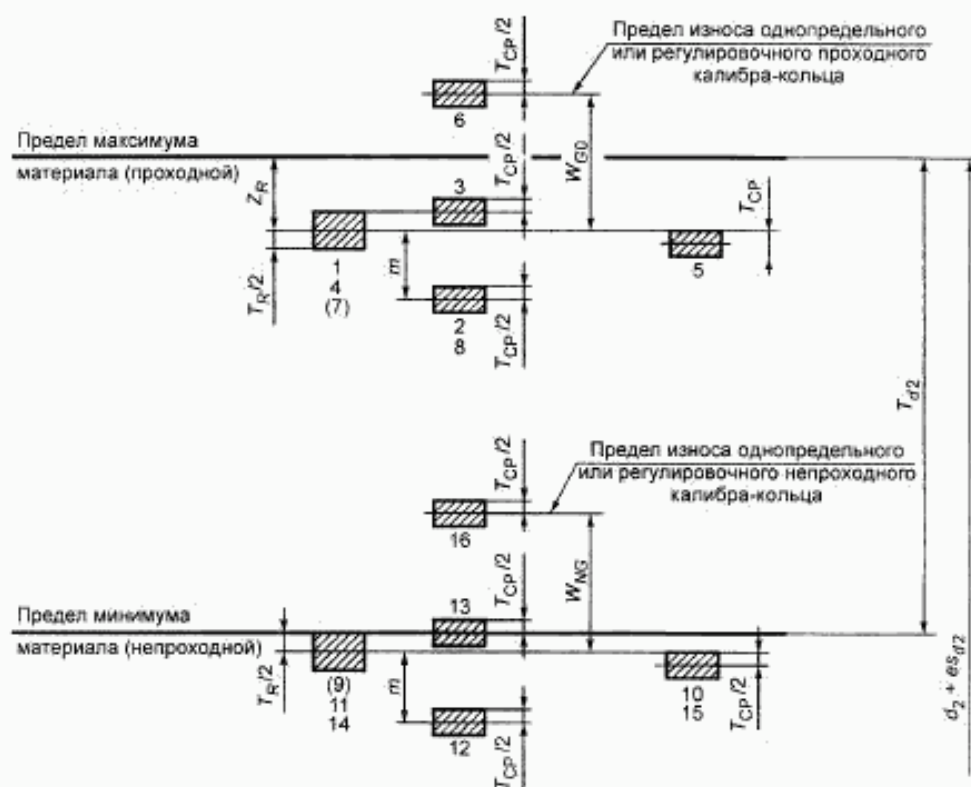 T_CP/2
Предел износа однопредельного
или регулировочного проходного
калибра-кольца
6
Предел максимума
материала (проходной)
Z_R
T_CP/2
W_G0
3
T_CP
1
4
(7)
T_R/2
m
2
8
T_CP/2
5
T_d2
T_CP/2
Предел износа однопредельного
или регулировочного непроходного
калибра-кольца
16
T_CP/2
W_NG
13
Предел минимума
материала (непроходной)
T_R/2
(9)
11
14
m
12
T_CP/2
10
15
T_CP/2
d_2 + es_d2